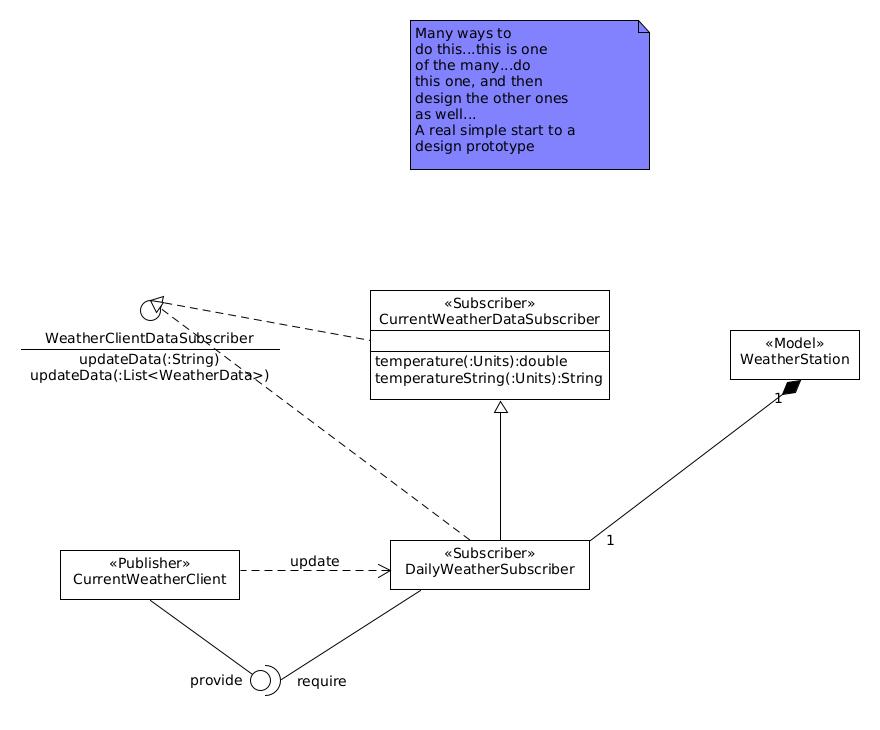 Many ways to
do this...this is one
of the many...do
this one, and then
design the other ones
as well...
A real simple start to a
design prototype
WeatherClientDataSubscriber
updateData(:String)
updateData(:List<WeatherData>)
«Subscriber»
CurrentWeatherDataSubscriber
temperature(:Units):double
temperatureString(:Units):String
«Model»
WeatherStation
1
1
«Publisher»
CurrentWeatherClient
update
«Subscriber»
DailyWeatherSubscriber
provide
require